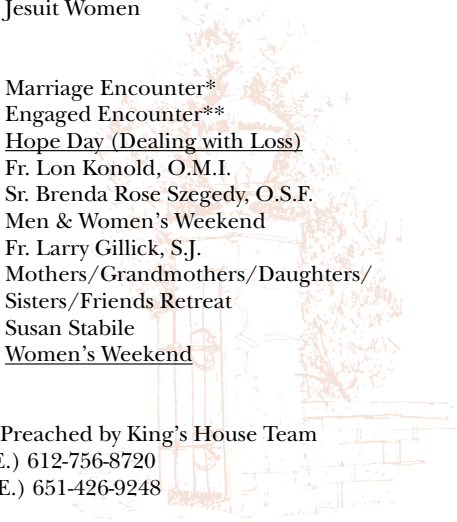 Jesuit Women
Marriage Encounter*
Engaged Encounter**
Hope Day (Dealing with Loss)
Fr. Lon Konold, O.M.I.
Sr. Brenda Rose Szegedy, O.S.F.
Men & Women’s Weekend
Fr. Larry Gillick, S.J.
Mothers/Grandmothers/Daughters/
Sisters/Friends Retreat
Susan Stabile
Women’s Weekend
Preached by King’s House Team
E.) 612-756-8720
E.) 651-426-9248